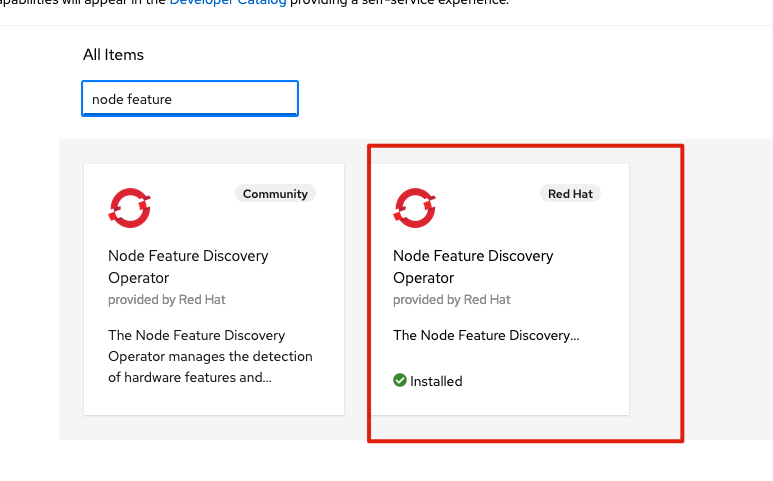 capabilities will appear in the Developer Catalog providing a self-service experience.
All Items
node feature
Community
Node Feature Discovery
Operator
provided by Red Hat
The Node Feature Discovery
Operator manages the detection
of hardware features and...
Red Hat
Node Feature Discovery
Operator
provided by Red Hat
The Node Feature Discovery...
Installed